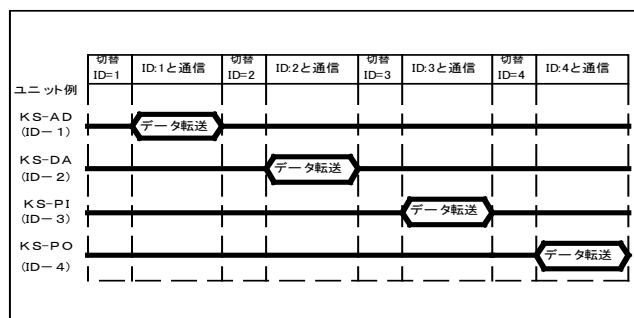 切替 ID:1と通信 切替 ID:2と通信 切替 ID:3と通信 切替 ID:4と通信
ID=1 ID=2 ID=3 ID=4
ユニット例
KS-AD
(ID－1)
データ転送
KS-DA
(ID－2)
データ転送
KS-PI
(ID－3)
データ転送
KS-PO
(ID－4)
データ転送